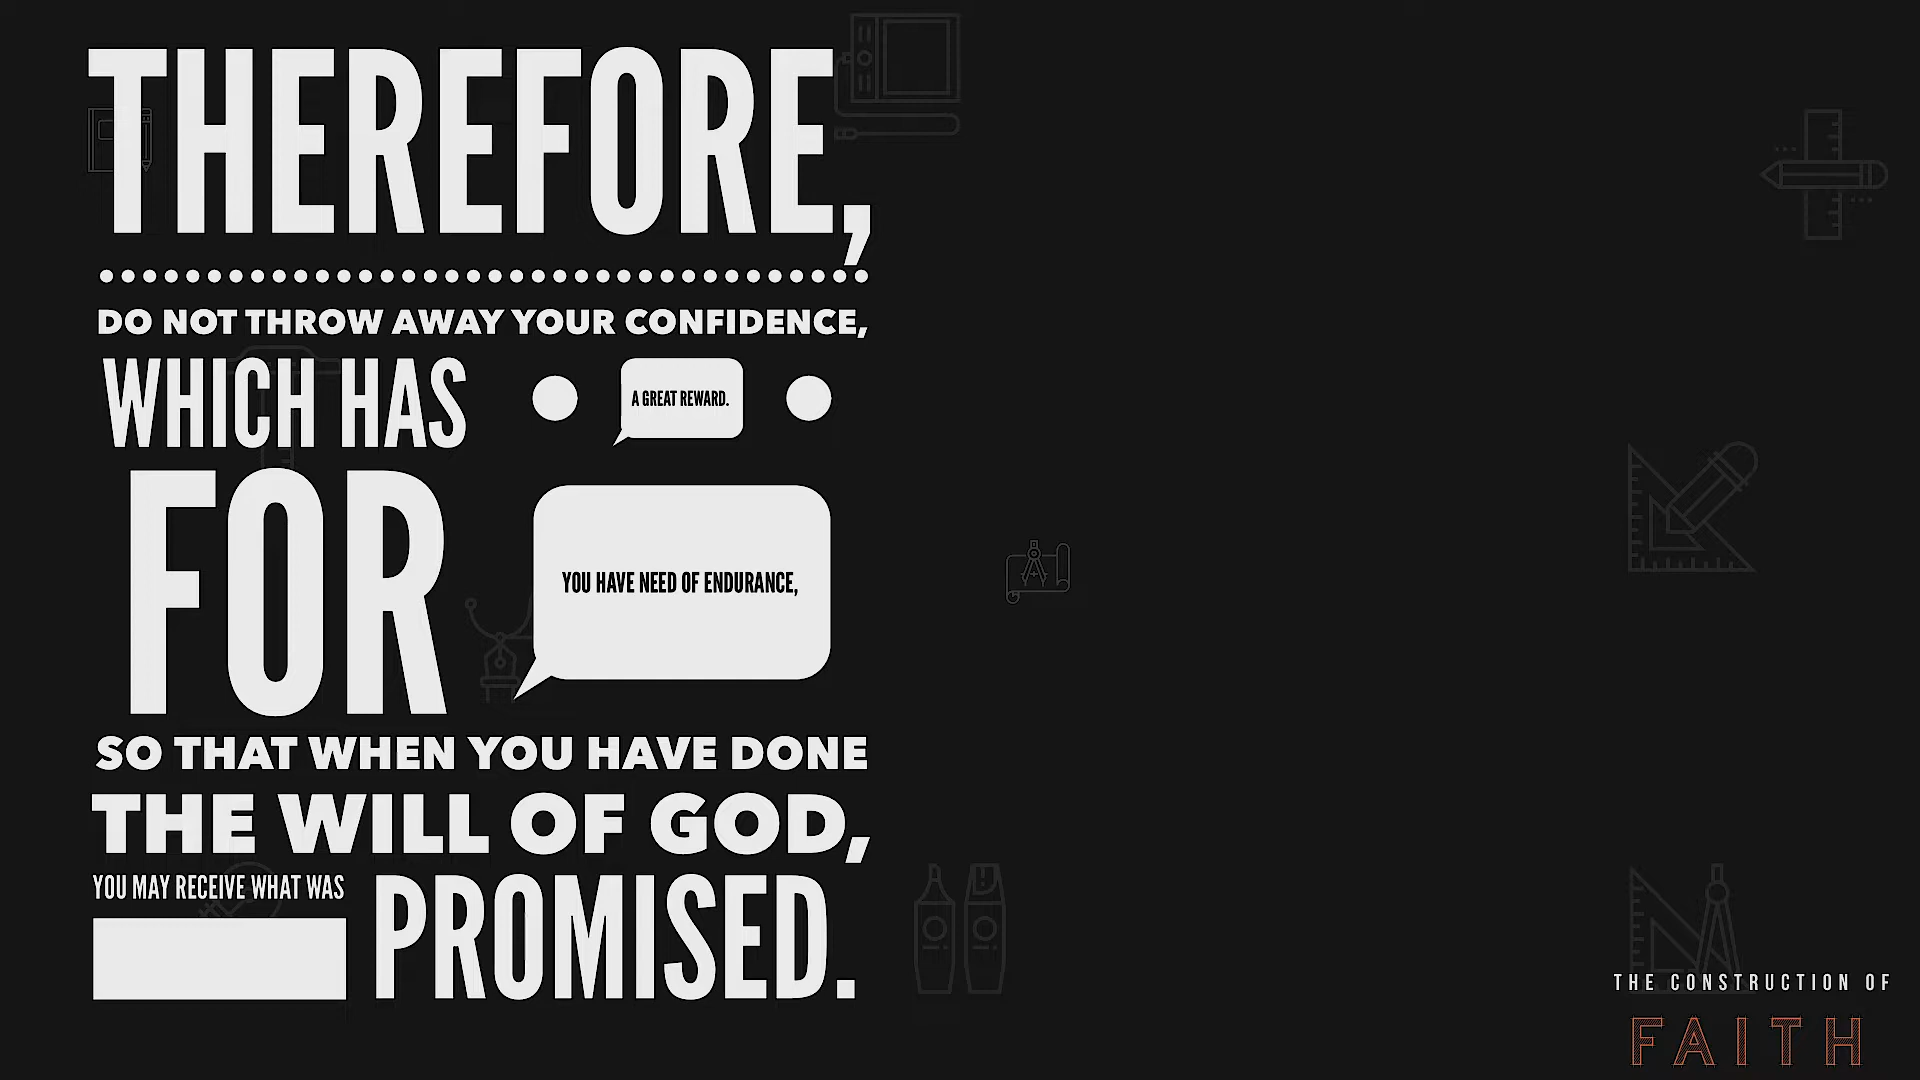 THEREFORE,
DO NOT THROW AWAY YOUR CONFIDENCE,
WHICH HAS
A GREAT REWARD.
FOR
YOU HAVE NEED OF ENDURANCE,
SO THAT WHEN YOU HAVE DONE
THE WILL OF GOD,
YOU MAY RECEIVE WHAT WAS
PROMISED.
THE CONSTRUCTION OF
FAITH